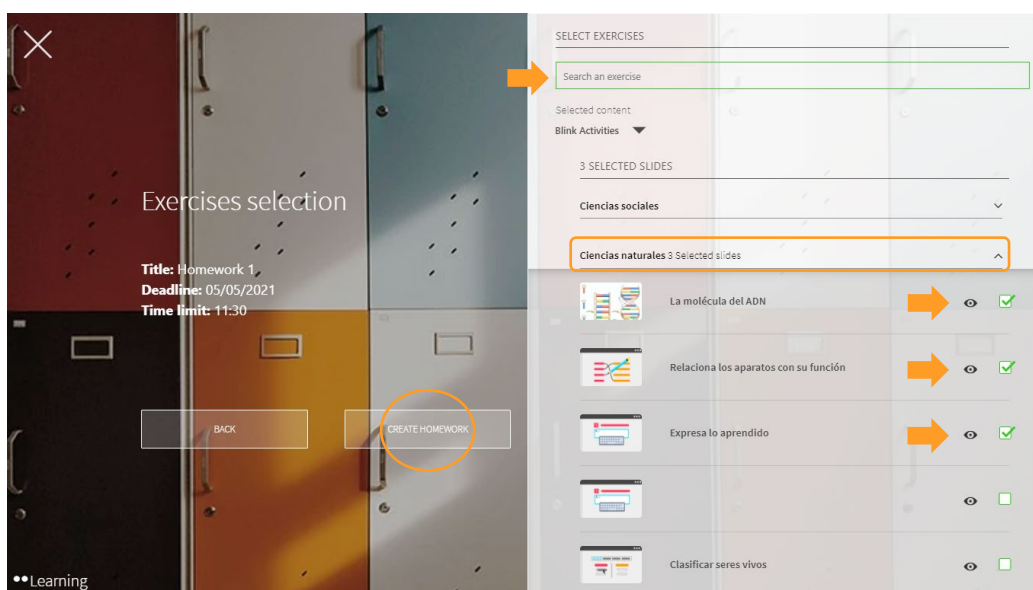 Exercises selection
Title: Homework 1
Deadline: 05/05/2021
Time limit: 11:30
BACK
CREATE HOMEWORK
••Learning
SELECT EXERCISES
Search an exercise
Selected content
Blink Activities
3 SELECTED SLIDES
Ciencias sociales
Ciencias naturales 3 Selected slides
La molécula del ADN
Relaciona los aparatos con su función
Expresa lo aprendido
Clasificar seres vivos